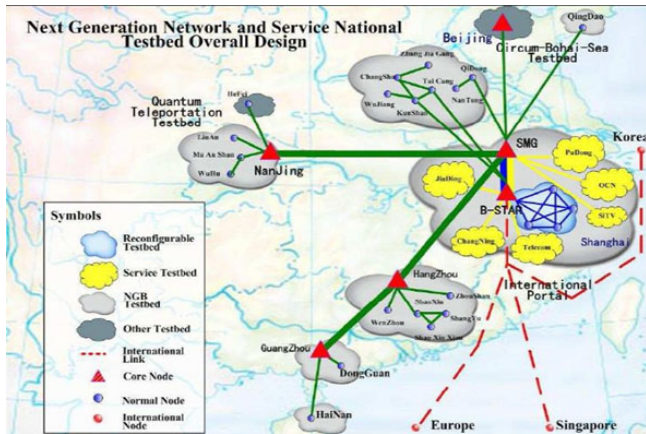 Next Generation Network and Service National
Testbed Overall Design
Beijing
QingDao
Circum-Bohai-Sea
Testbed
Zhang Jia Gang
ChangShu
Tai Cang
QiDong
WuJiang
KunShan
NanTong
HeFei
Quantum
Teleportation
Testbed
LinAn
Ma An Shan
WuHu
NanJing
SMG
Korea
PuDong
JiaDing
OCN
B-STAR
SiTV
ChangNing
Telecom
Shanghai
International
Portal
HangZhou
ZhouShan
ShaoXin
WenZhou
ShangYu
GuangZhou
DongGuan
HaiNan
Europe
Singapore
Symbols
Reconfigurable
Testbed
Service Testbed
NGB
Testbed
Other Testbed
International
Link
Core Node
Normal Node
International
Node